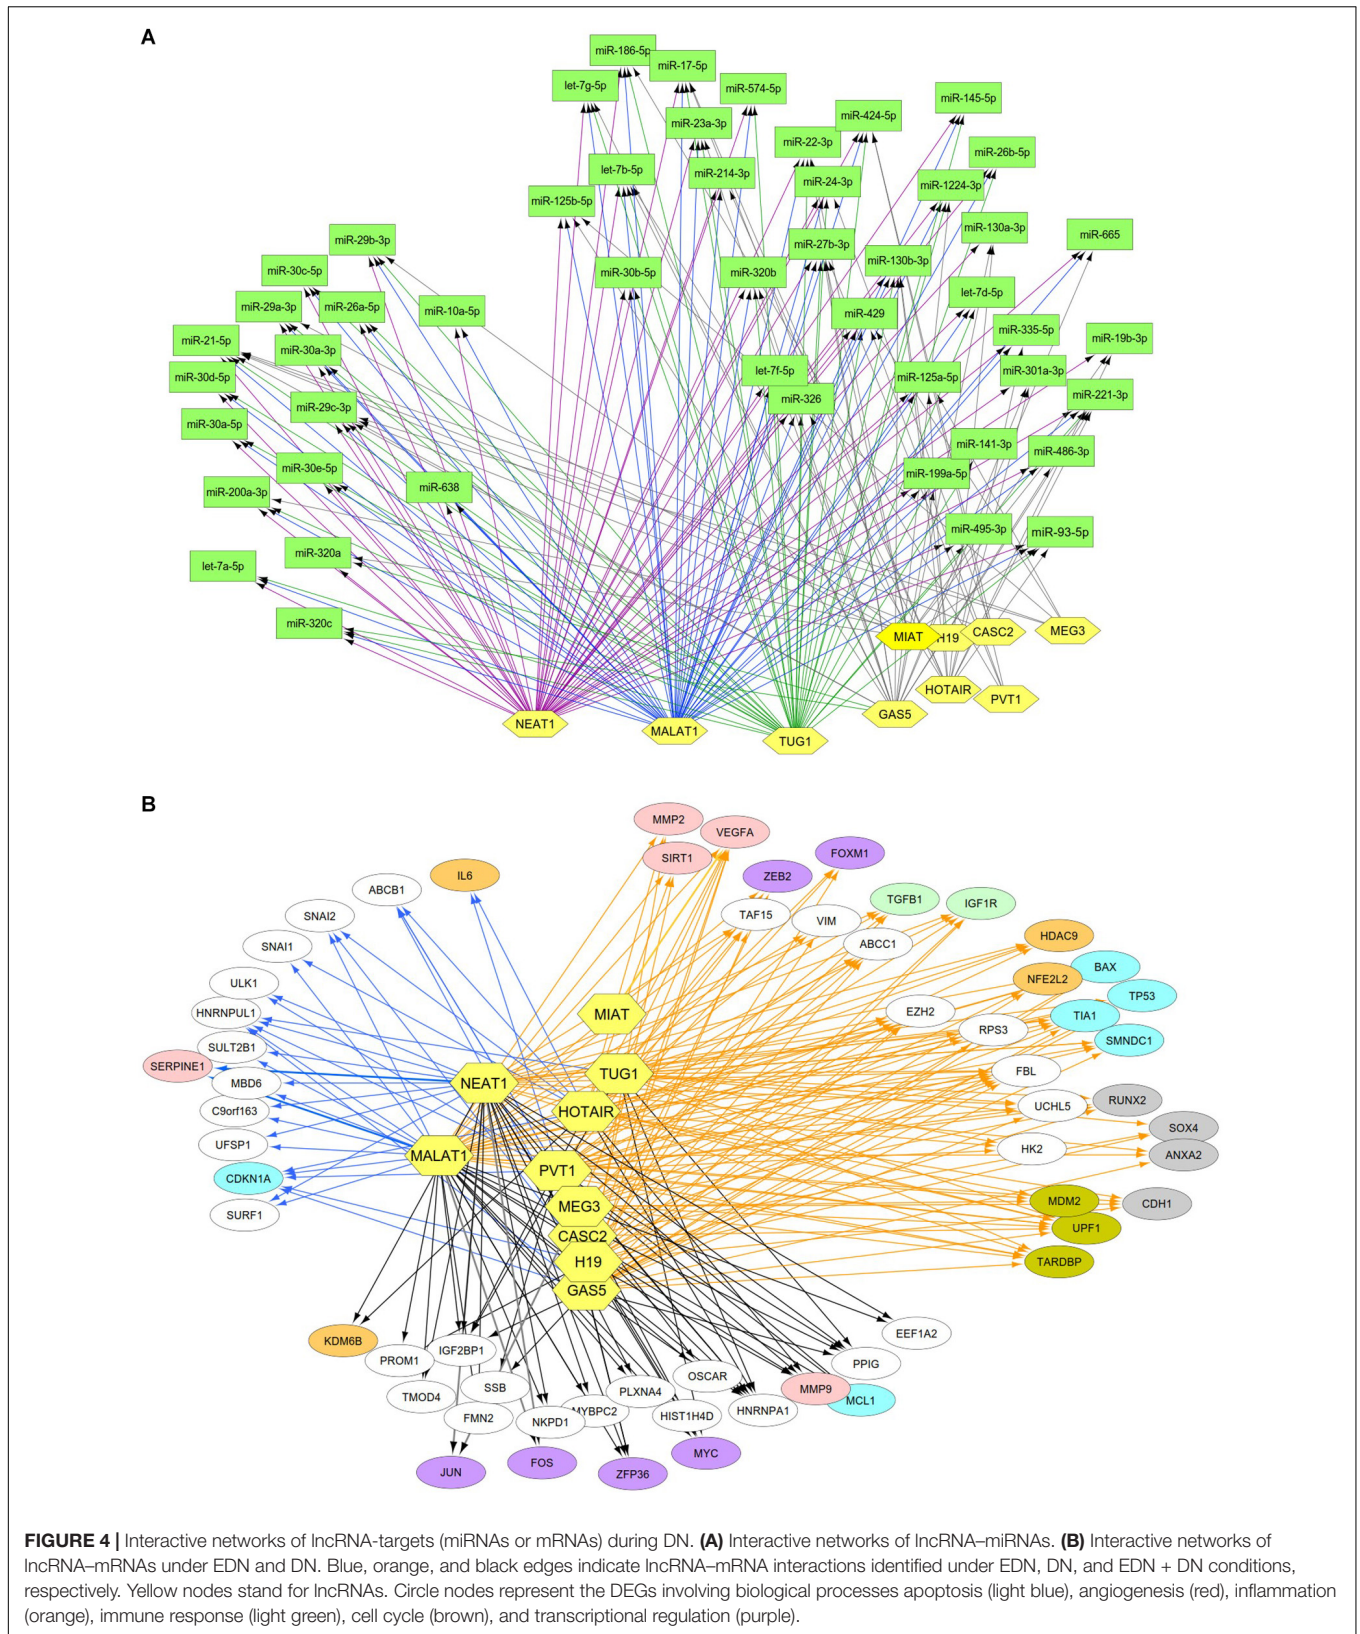 A
miR-186-5p
miR-17-5p
let-7g-5p
miR-574-5p
miR-145-5p
miR-23a-3p
miR-424-5p
miR-22-3p
miR-26b-5p
let-7b-5p
miR-214-3p
miR-24-3p
miR-1224-3p
miR-125b-5p
miR-130a-3p
miR-665
miR-29b-3p
miR-27b-3p
miR-130b-3p
miR-30c-5p
miR-30b-5p
miR-320b
let-7d-5p
miR-29a-3p
miR-26a-5p
miR-10a-5p
miR-429
miR-335-5p
miR-19b-3p
miR-21-5p
miR-30a-3p
let-7f-5p
miR-301a-3p
miR-30d-5p
miR-125a-5p
miR-221-3p
miR-326
miR-29c-3p
miR-30a-5p
miR-141-3p
miR-486-3p
miR-30e-5p
miR-199a-5p
miR-200a-3p
miR-638
miR-495-3p
miR-93-5p
miR-320a
let-7a-5p
miR-320c
MIAT
H19
CASC2
MEG3
HOTAIR
PVT1
GAS5
NEAT1
MALAT1
TUG1
B
MMP2
VEGFA
SIRT1
FOXM1
IL6
ZEB2
ABCB1
TGFB1
IGF1R
SNAI2
TAF15
VIM
HDAC9
SNAI1
ABCC1
BAX
ULK1
NFE2L2
TP53
HNRNPUL1
MIAT
EZH2
TIA1
RPS3
SMNDC1
SULT2B1
SERPINE1
TUG1
FBL
MBD6
NEAT1
RUNX2
C9orf163
HOTAIR
UCHL5
SOX4
UFSP1
MALAT1
HK2
ANXA2
CDKN1A
PVT1
SURF1
MEG3
MDM2
CDH1
CASC2
UPF1
H19
TARDBP
GAS5
EEF1A2
KDM6B
IGF2BP1
PROM1
PPIG
OSCAR
TMOD4
SSB
PLXNA4
MMP9
MCL1
FMN2
NKPD1
MYBPC2
HIST1H4D
HNRNPA1
MYC
JUN
FOS
ZFP36
FIGURE 4 | Interactive networks of lncRNA-targets (miRNAs or mRNAs) during DN. (A) Interactive networks of lncRNA–miRNAs. (B) Interactive networks of
lncRNA–mRNAs under EDN and DN. Blue, orange, and black edges indicate lncRNA–mRNA interactions identified under EDN, DN, and EDN + DN conditions,
respectively. Yellow nodes stand for lncRNAs. Circle nodes represent the DEGs involving biological processes apoptosis (light blue), angiogenesis (red), inflammation
(orange), immune response (light green), cell cycle (brown), and transcriptional regulation (purple).